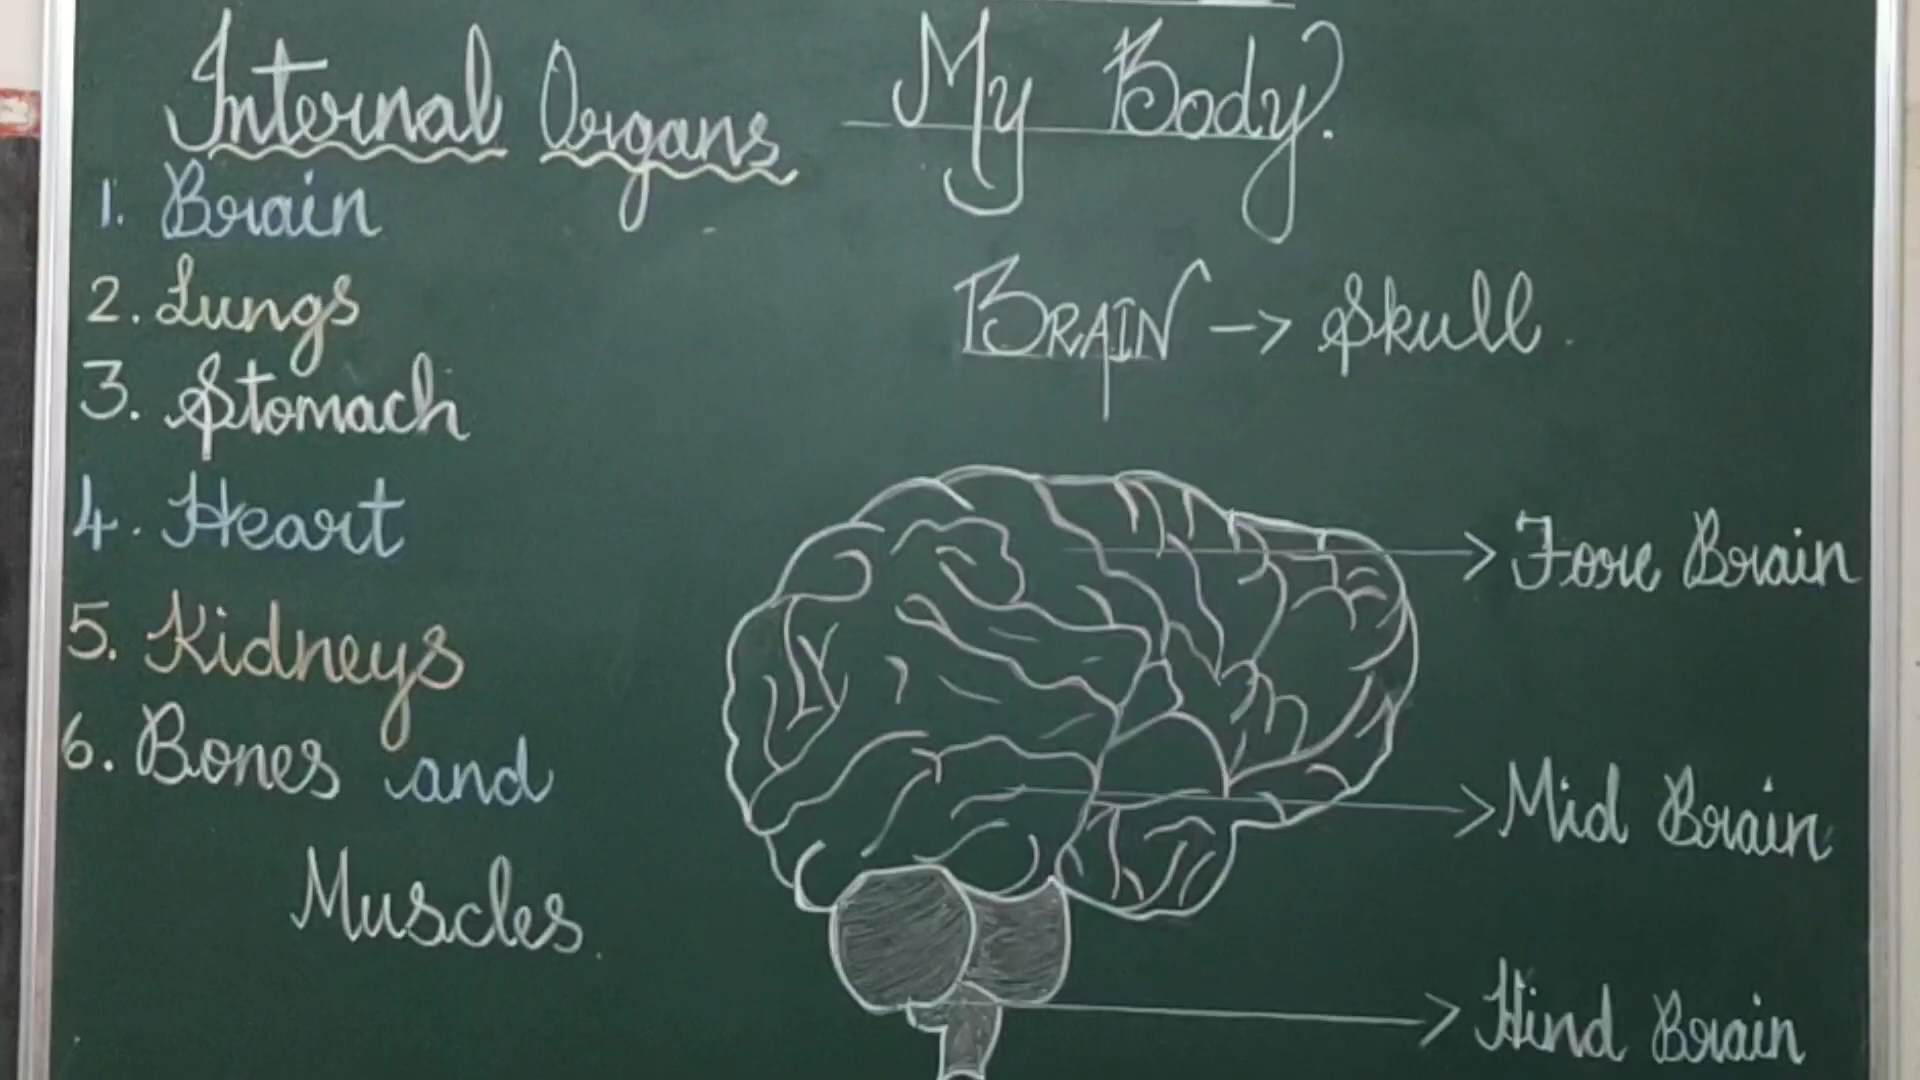 My Body.
Internal Organs
1. Brain
2. Lungs
3. Stomach
4. Heart
5. Kidneys
6. Bones and
Muscles.
BRAIN -> Skull.
Fore Brain
Mid Brain
Hind Brain